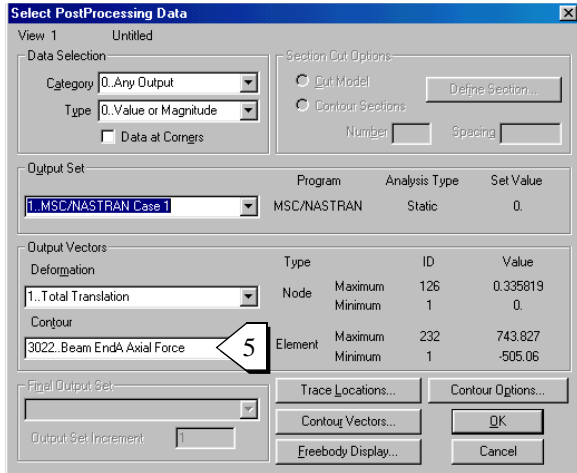 Select PostProcessing Data
View 1 Untitled
Data Selection
Category 0..Any Output
Type 0..Value or Magnitude
Data at Corners
Section Cut Options
Cut Model
Contour Sections
Define Section...
Number Spacing
Output Set
Program Analysis Type Set Value
1..MSC/NASTRAN Case 1 MSC/NASTRAN Static 0.
Output Vectors
Deformation
Type ID Value
1..Total Translation
Node Maximum 126 0.335819
Minimum 1 0.
Contour
3022..Beam EndA Axial Force 5
Element Maximum 232 743.827
Minimum 1 -505.06
Final Output Set
Output Set Increment 1
Trace Locations... Contour Options...
Contour Vectors... OK
Freebody Display... Cancel